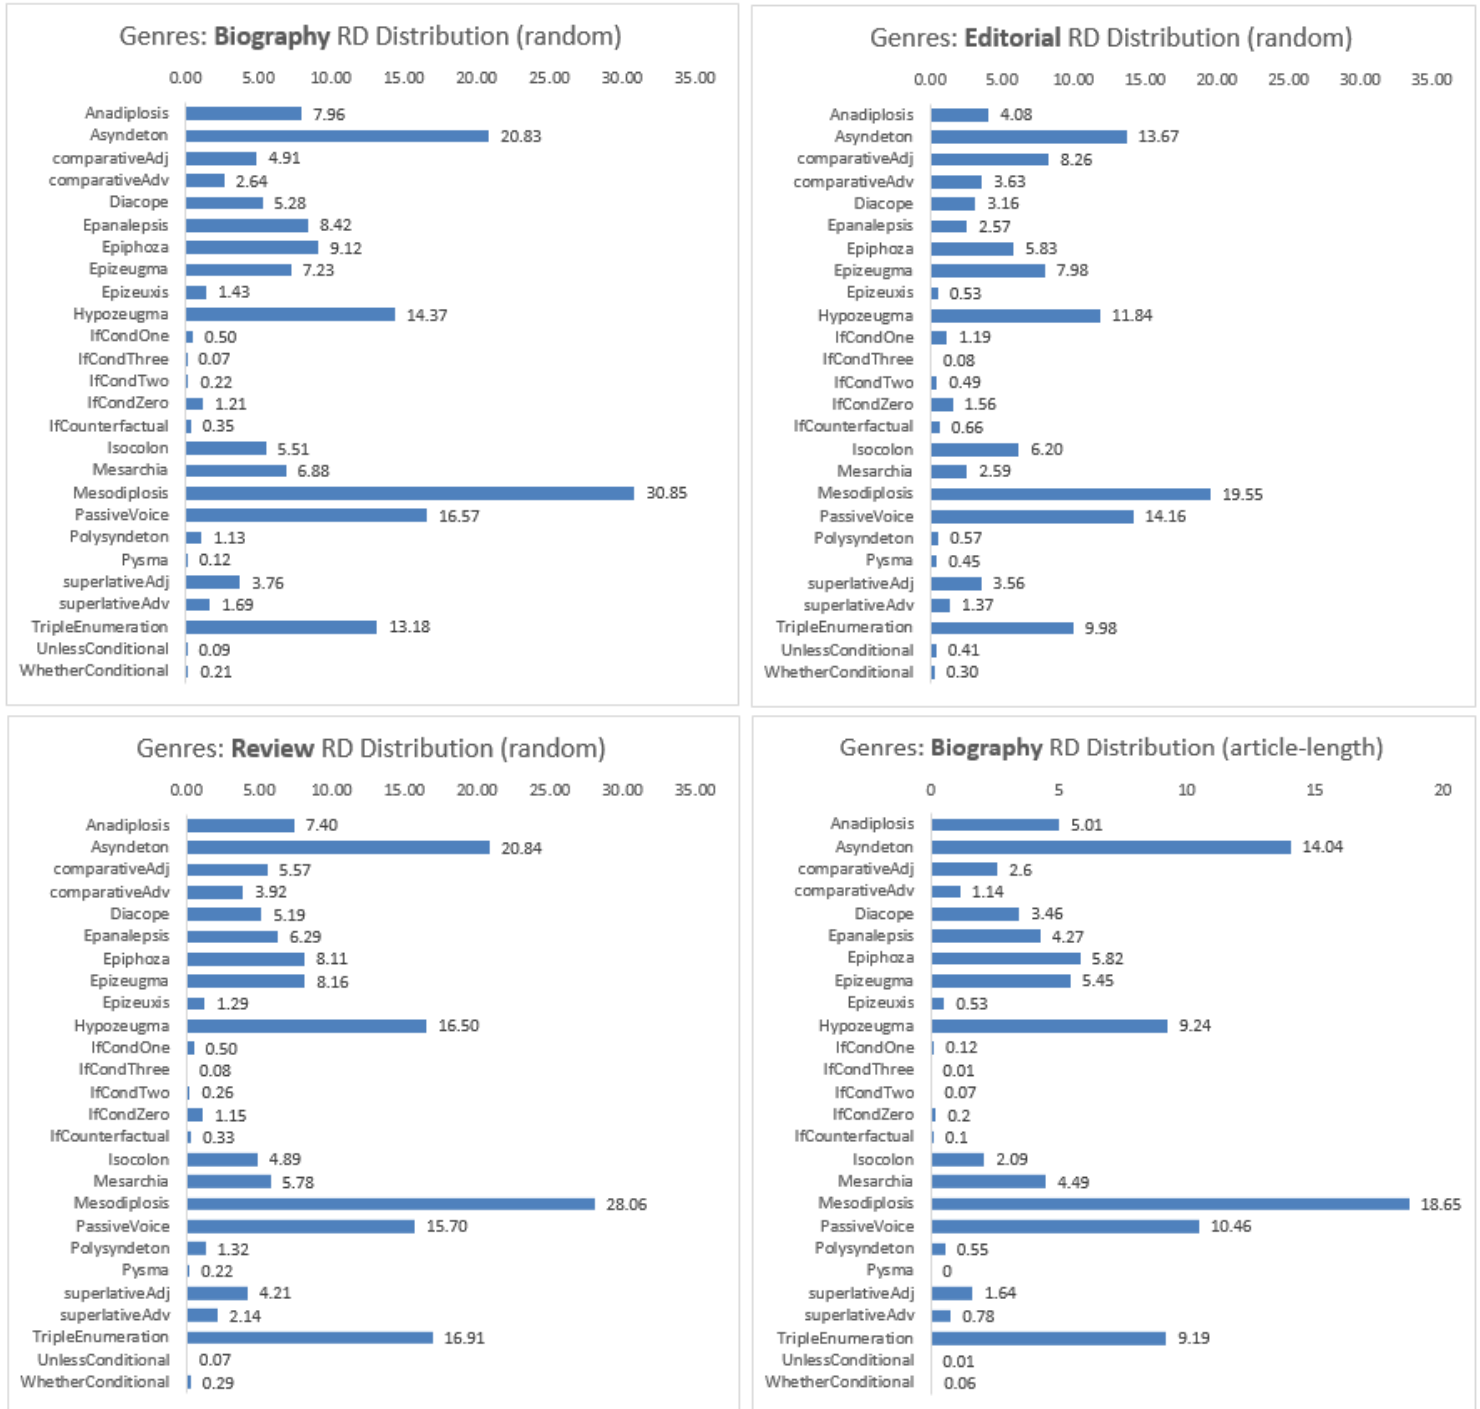 Genres: Biography RD Distribution (random)
0.00 5.00 10.00 15.00 20.00 25.00 30.00 35.00
Anadiplosis 7.96
Asyndeton 20.83
comparativeAdj 4.91
comparativeAdv 2.64
Diacope 5.28
Epanalepsis 8.42
Epiphoza 9.12
Epizeugma 7.23
Epizeuxis 1.43
Hypozeugma 14.37
IfCondOne 0.50
IfCondThree 0.07
IfCondTwo 0.22
IfCondZero 1.21
IfCounterfactual 0.35
Isocolon 5.51
Mesarchia 6.88
Mesodiplosis 30.85
PassiveVoice 16.57
Polysyndeton 1.13
Pysma 0.12
superlativeAdj 3.76
superlativeAdv 1.69
TripleEnumeration 13.18
UnlessConditional 0.09
WhetherConditional 0.21
Genres: Editorial RD Distribution (random)
0.00 5.00 10.00 15.00 20.00 25.00 30.00 35.00
Anadiplosis 4.08
Asyndeton 13.67
comparativeAdj 8.26
comparativeAdv 3.63
Diacope 3.16
Epanalepsis 2.57
Epiphoza 5.83
Epizeugma 7.98
Epizeuxis 0.53
Hypozeugma 11.84
IfCondOne 1.19
IfCondThree 0.08
IfCondTwo 0.49
IfCondZero 1.56
IfCounterfactual 0.66
Isocolon 6.20
Mesarchia 2.59
Mesodiplosis 19.55
PassiveVoice 14.16
Polysyndeton 0.57
Pysma 0.45
superlativeAdj 3.56
superlativeAdv 1.37
TripleEnumeration 9.98
UnlessConditional 0.41
WhetherConditional 0.30
Genres: Review RD Distribution (random)
0.00 5.00 10.00 15.00 20.00 25.00 30.00 35.00
Anadiplosis 7.40
Asyndeton 20.84
comparativeAdj 5.57
comparativeAdv 3.92
Diacope 5.19
Epanalepsis 6.29
Epiphoza 8.11
Epizeugma 8.16
Epizeuxis 1.29
Hypozeugma 16.50
IfCondOne 0.50
IfCondThree 0.08
IfCondTwo 0.26
IfCondZero 1.15
IfCounterfactual 0.33
Isocolon 4.89
Mesarchia 5.78
Mesodiplosis 28.06
PassiveVoice 15.70
Polysyndeton 1.32
Pysma 0.22
superlativeAdj 4.21
superlativeAdv 2.14
TripleEnumeration 16.91
UnlessConditional 0.07
WhetherConditional 0.29
Genres: Biography RD Distribution (article-length)
0 5 10 15 20
Anadiplosis 5.01
Asyndeton 14.04
comparativeAdj 2.6
comparativeAdv 1.14
Diacope 3.46
Epanalepsis 4.27
Epiphoza 5.82
Epizeugma 5.45
Epizeuxis 0.53
Hypozeugma 9.24
IfCondOne 0.12
IfCondThree 0.01
IfCondTwo 0.07
IfCondZero 0.2
IfCounterfactual 0.1
Isocolon 2.09
Mesarchia 4.49
Mesodiplosis 18.65
PassiveVoice 10.46
Polysyndeton 0.55
Pysma 0
superlativeAdj 1.64
superlativeAdv 0.78
TripleEnumeration 9.19
UnlessConditional 0.01
WhetherConditional 0.06